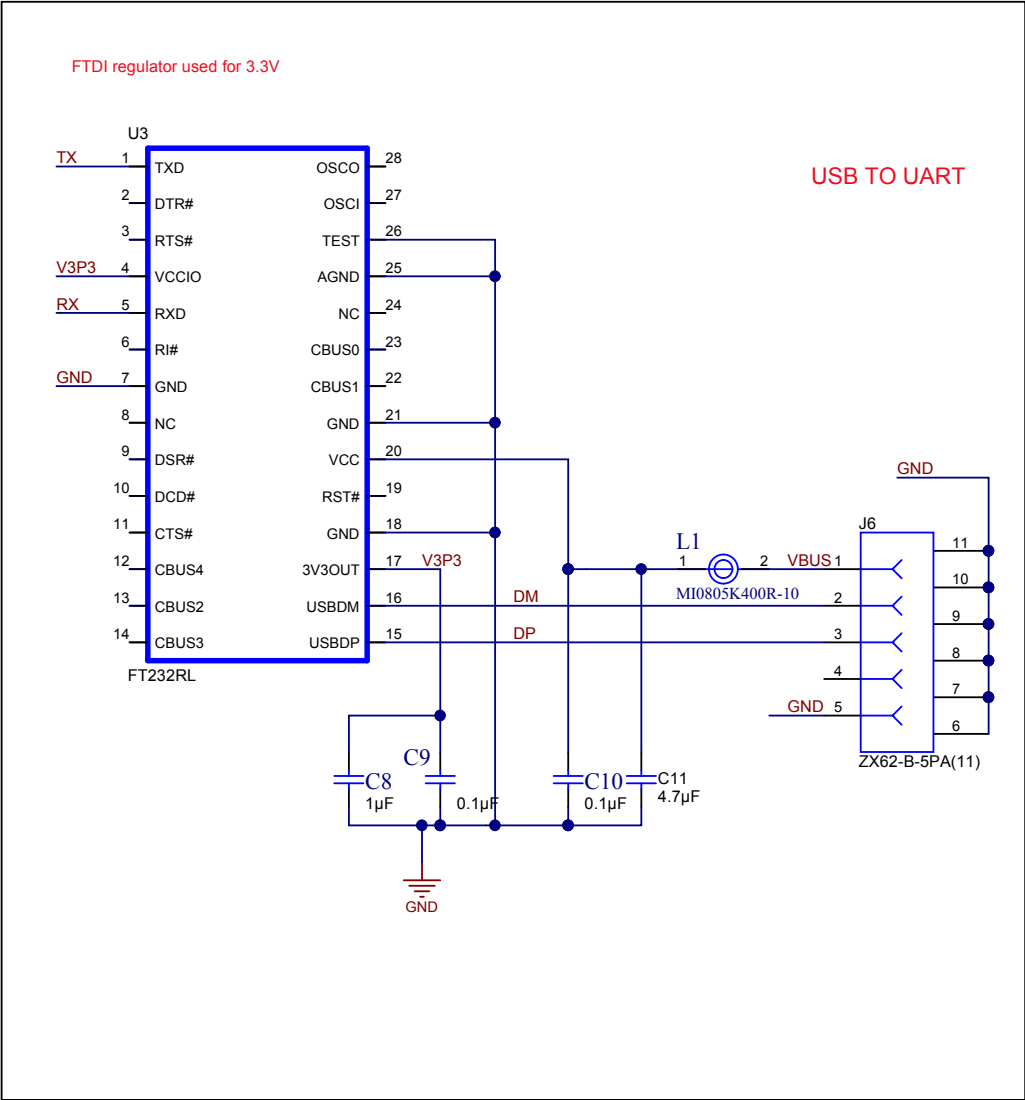 FTDI regulator used for 3.3V
USB TO UART
U3
TX 1 TXD OSCO 28
2 DTR# OSCI 27
3 RTS# TEST 26
V3P3 4 VCCIO AGND 25
RX 5 RXD NC 24
6 RI# CBUS0 23
GND 7 GND CBUS1 22
8 NC GND 21
9 DSR# VCC 20
10 DCD# RST# 19
11 CTS# GND 18
12 CBUS4 3V3OUT 17 V3P3
13 CBUS2 USBDM 16 DM
14 CBUS3 USBDP 15 DP
FT232RL
GND
J6
L1
1 2 VBUS 1
MI0805K400R-10
2
3
4
GND 5
11
10
9
8
7
6
ZX62-B-5PA(11)
C8
1µF
C9
0.1µF
C10
0.1µF
C11
4.7µF
GND